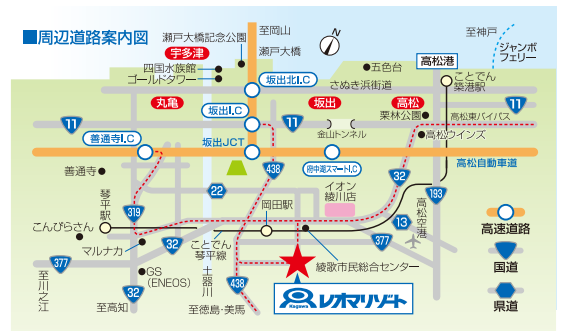 ■周辺道路案内図
至岡山
瀬戸大橋記念公園
瀬戸大橋
宇多津
四国水族館
ゴールドタワー
N
五色台
さぬき浜街道
至神戸
ジャンボ
フェリー
高松港
ことでん
築港駅
坂出北I.C
丸亀
坂出I.C
坂出
高松
栗林公園
11
11
11
高松東バイパス
金山トンネル
高松ウインズ
善通寺I.C
坂出JCT
府中湖スマートI.C
高松自動車道
善通寺
438
32
193
22
イオン
綾川店
319
琴平駅
岡田駅
13
高松空港
こんぴらさん
マルナカ
32
ことでん
琴平線
377
綾歌市民総合センター
377
至川之江
GS
(ENEOS)
土器川
438
32
至高知
至徳島・美馬
Kagawa
レオマリゾート
高速道路
国道
県道